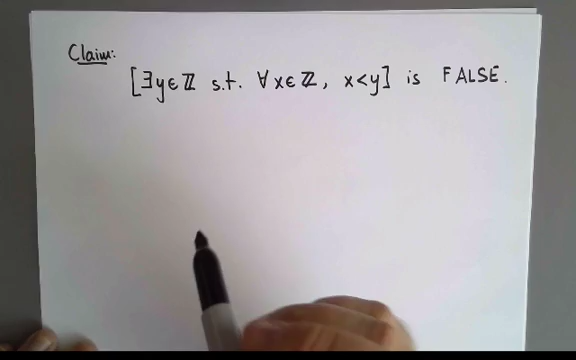 Claim:
[∃y∈ℤ s.t. ∀x∈ℤ, x<y] is FALSE.